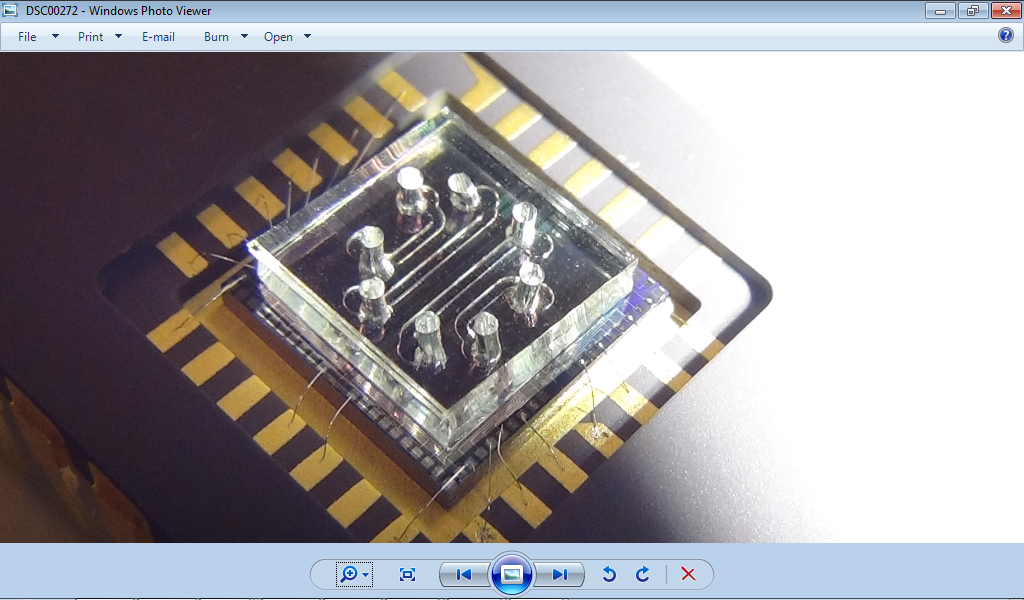 DSC00272 - Windows Photo Viewer
File Print E-mail Burn Open